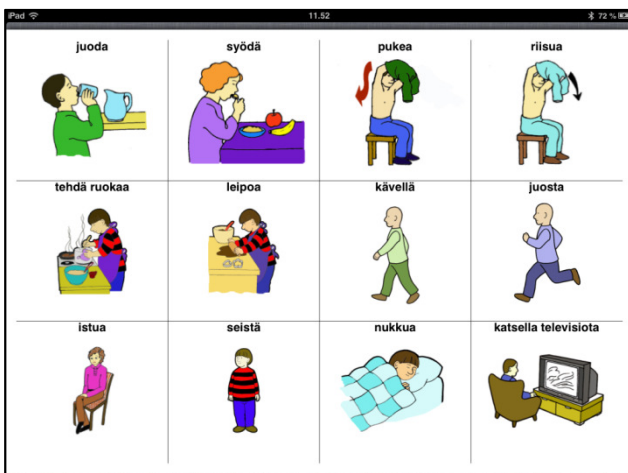 iPad 11.52 72 %
juoda syödä pukea riisua
tehdä ruokaa leipoa kävellä juosta
istua seistä nukkua katsella televisiota